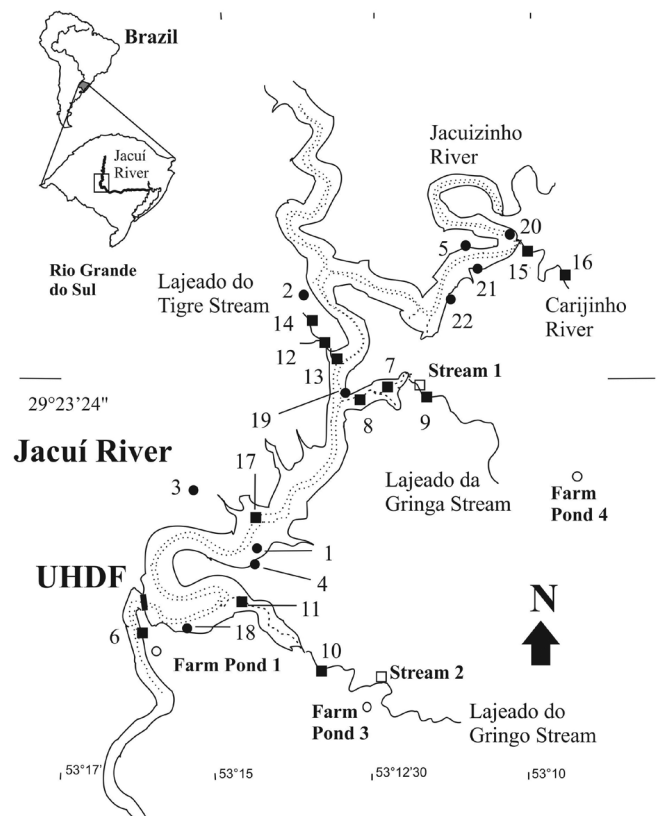 Brazil
Jacuí
River
Rio Grande
do Sul
Jacuizinho
River
20
5
15
16
21
22
Carijinho
River
Lajeado do
Tigre Stream
2
14
12
13
7
Stream 1
19
8
9
29°23'24"
Jacuí River
17
3
Lajeado da
Gringa Stream
Farm
Pond 4
1
4
UHDF
11
N
6
18
Farm Pond 1
10
Stream 2
Farm
Pond 3
Lajeado do
Gringo Stream
53°17'
53°15
53°12'30
53°10